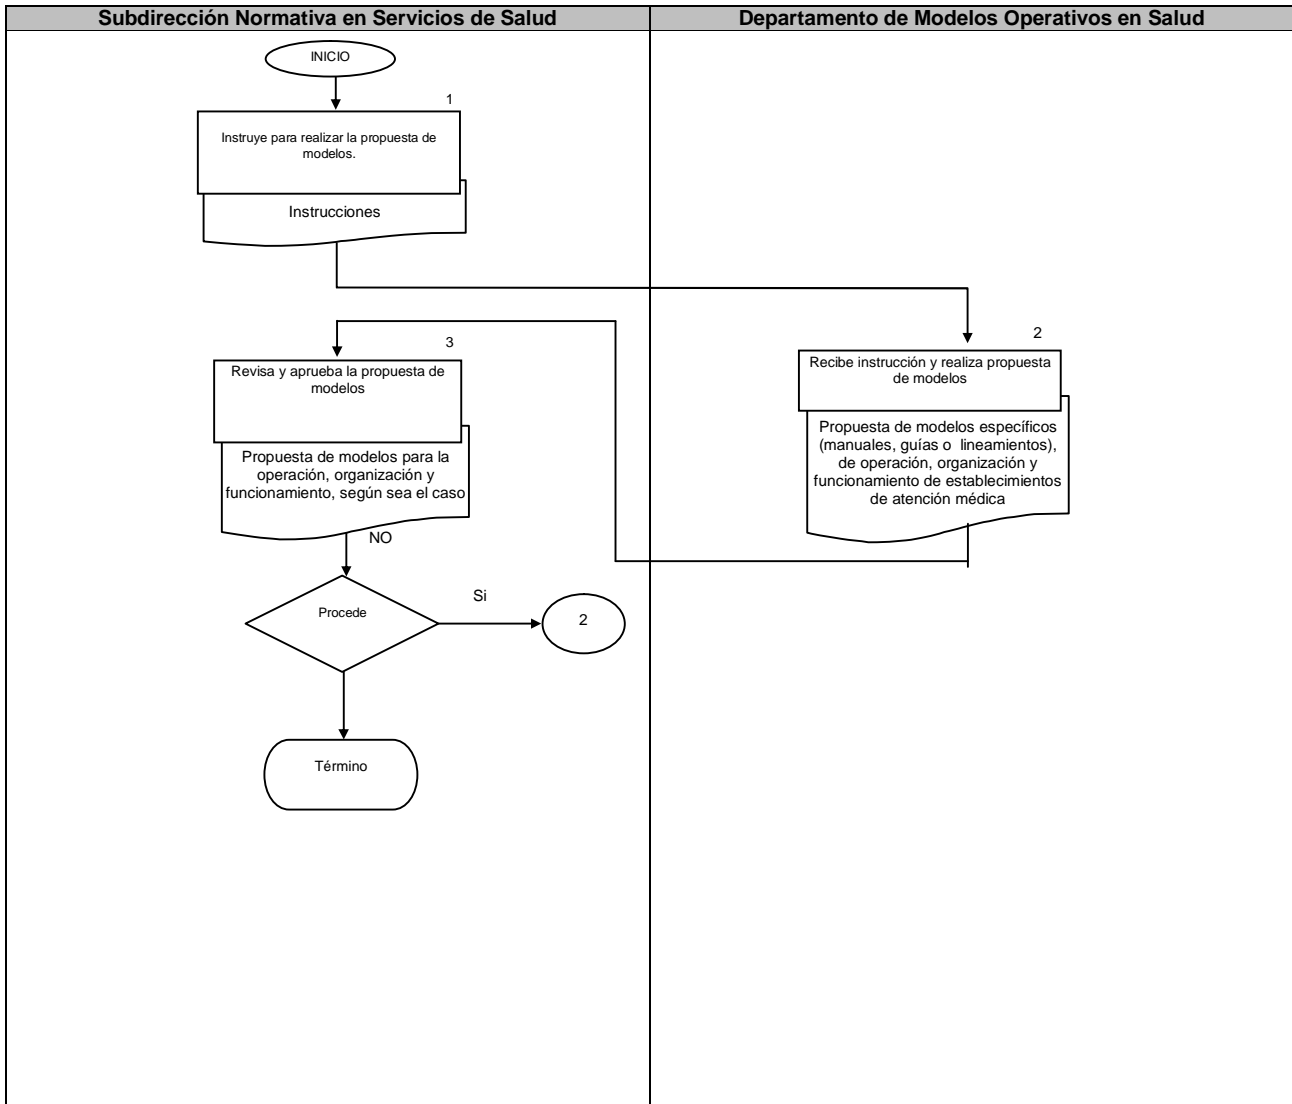 Subdirección Normativa en Servicios de Salud
Departamento de Modelos Operativos en Salud
INICIO
1
Instruye para realizar la propuesta de
modelos.
Instrucciones
2
Recibe instrucción y realiza propuesta
de modelos
Propuesta de modelos específicos
(manuales, guías o lineamientos),
de operación, organización y
funcionamiento de establecimientos
de atención médica
3
Revisa y aprueba la propuesta de
modelos
Propuesta de modelos para la
operación, organización y
funcionamiento, según sea el caso
NO
Procede
Si
2
Término